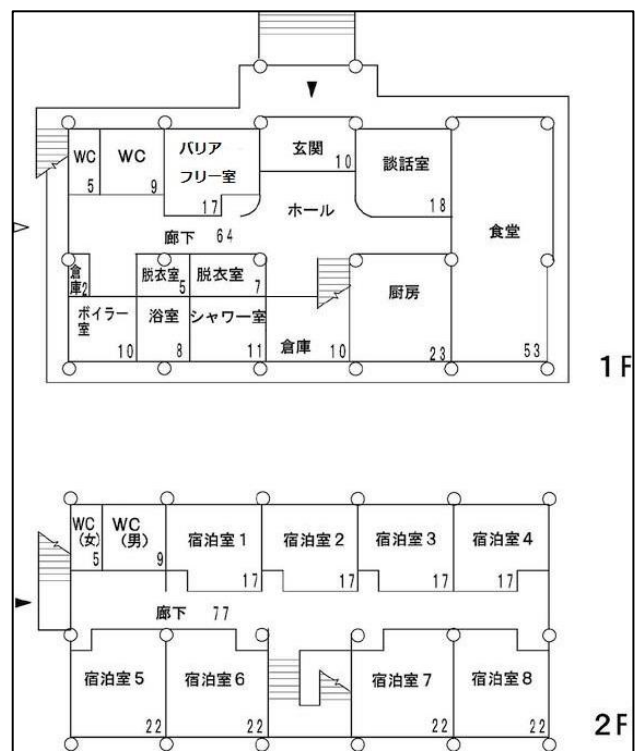 WC
5
WC
9
バリア
フリー室
17
玄関
10
談話室
18
ホール
食堂
53
廊下 64
倉
庫2
脱衣室
5
脱衣室
7
厨房
23
ボイラー
室
10
浴室
8
シャワー室
11
倉庫
10
1F
WC
(女)
5
WC
(男)
9
宿泊室1
17
宿泊室2
17
宿泊室3
17
宿泊室4
17
廊下 77
宿泊室5
22
宿泊室6
22
宿泊室7
22
宿泊室8
22
2F